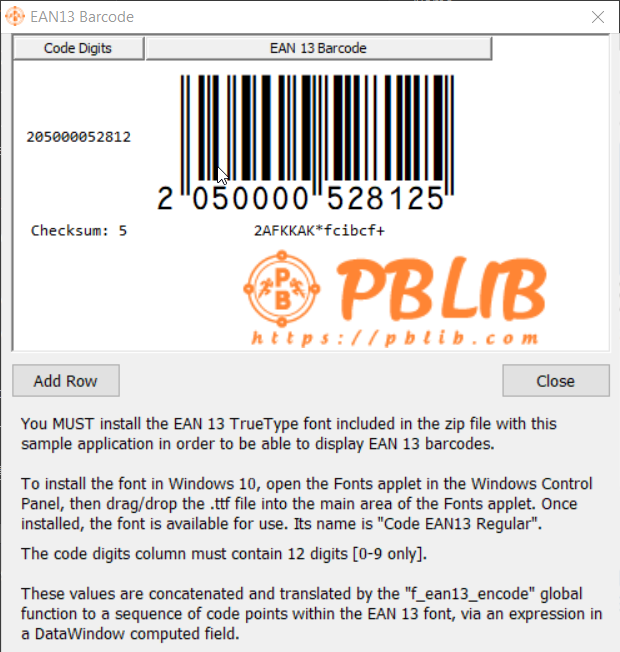 EAN13 Barcode
Code Digits EAN 13 Barcode
205000052812
2 050000 528125
Checksum: 5 2AFKKAK*fcibcf+
PB PBLIB
https://pblib.com
Add Row Close
You MUST install the EAN 13 TrueType font included in the zip file with this
sample application in order to be able to display EAN 13 barcodes.
To install the font in Windows 10, open the Fonts applet in the Windows Control
Panel, then drag/drop the .ttf file into the main area of the Fonts applet. Once
installed, the font is available for use. Its name is "Code EAN13 Regular".
The code digits column must contain 12 digits [0-9 only].
These values are concatenated and translated by the "f_ean13_encode" global
function to a sequence of code points within the EAN 13 font, via an expression in
a DataWindow computed field.